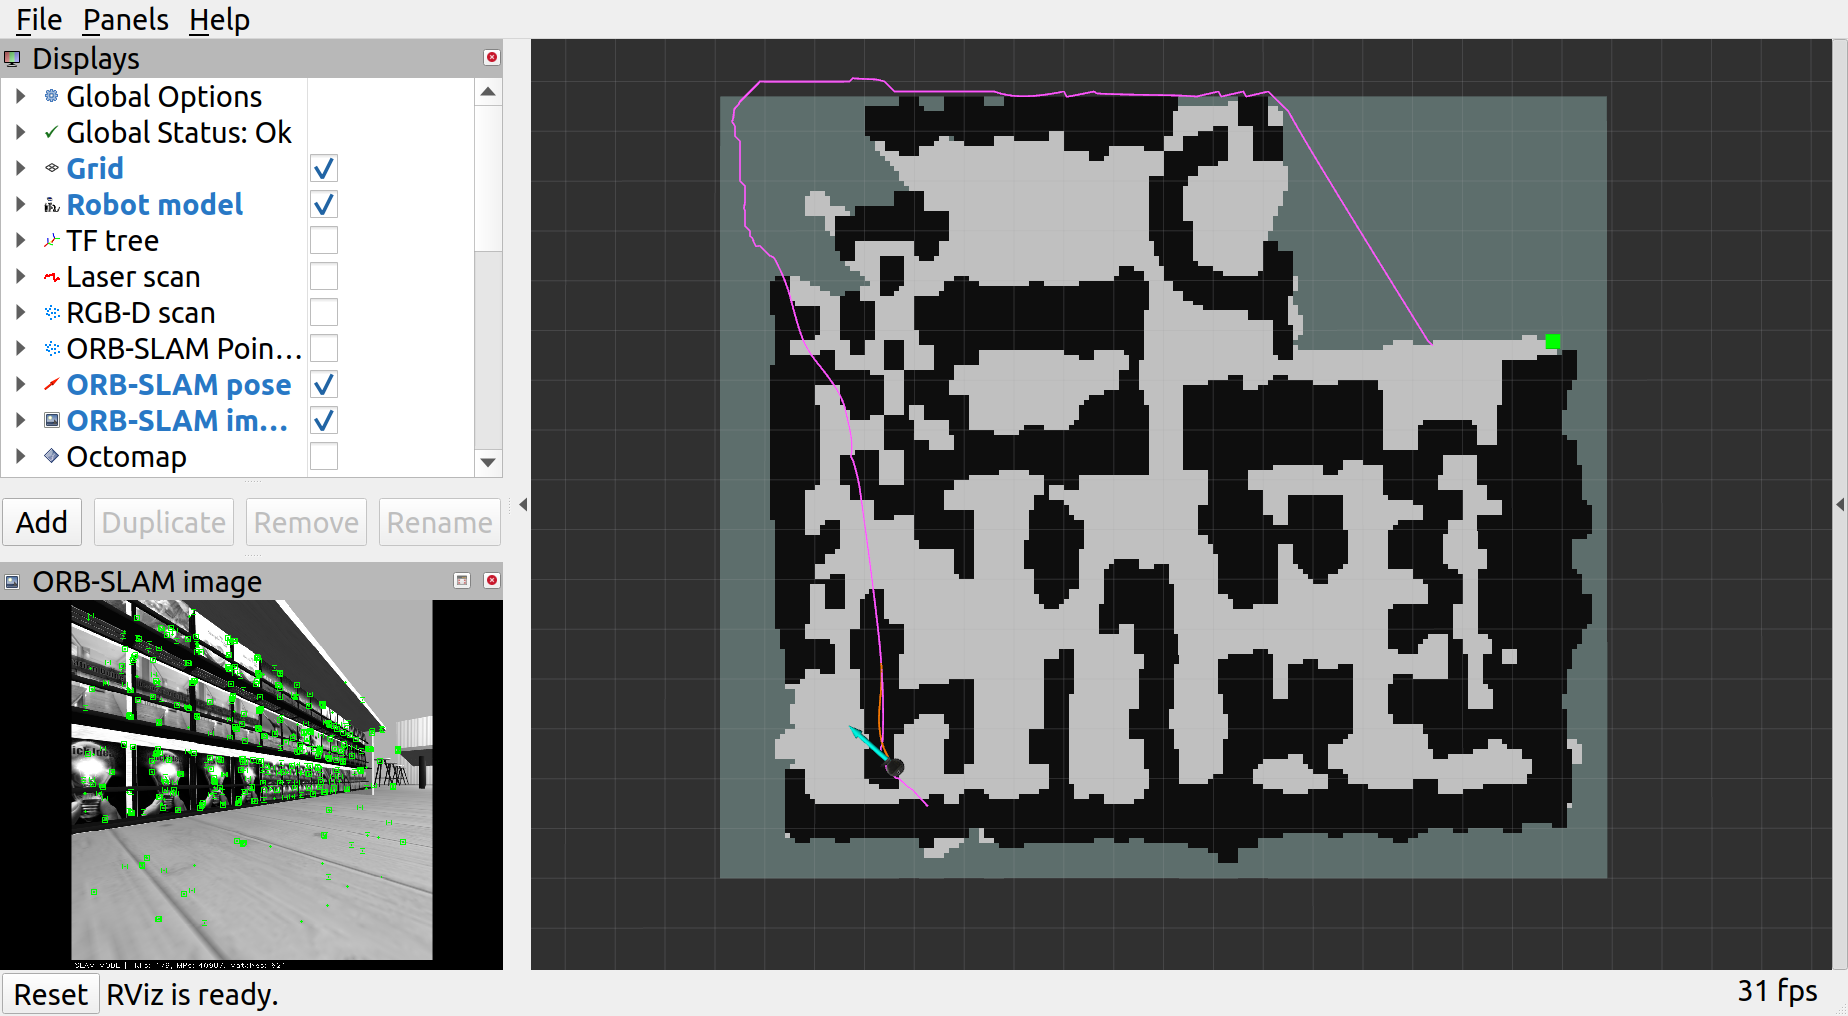 File Panels Help
Displays
Global Options
Global Status: Ok
Grid
Robot model
TF tree
Laser scan
RGB-D scan
ORB-SLAM Poin...
ORB-SLAM pose
ORB-SLAM im...
Octomap
Add Duplicate Remove Rename
ORB-SLAM image
SLAM MODE |
Reset RViz is ready.
31 fps